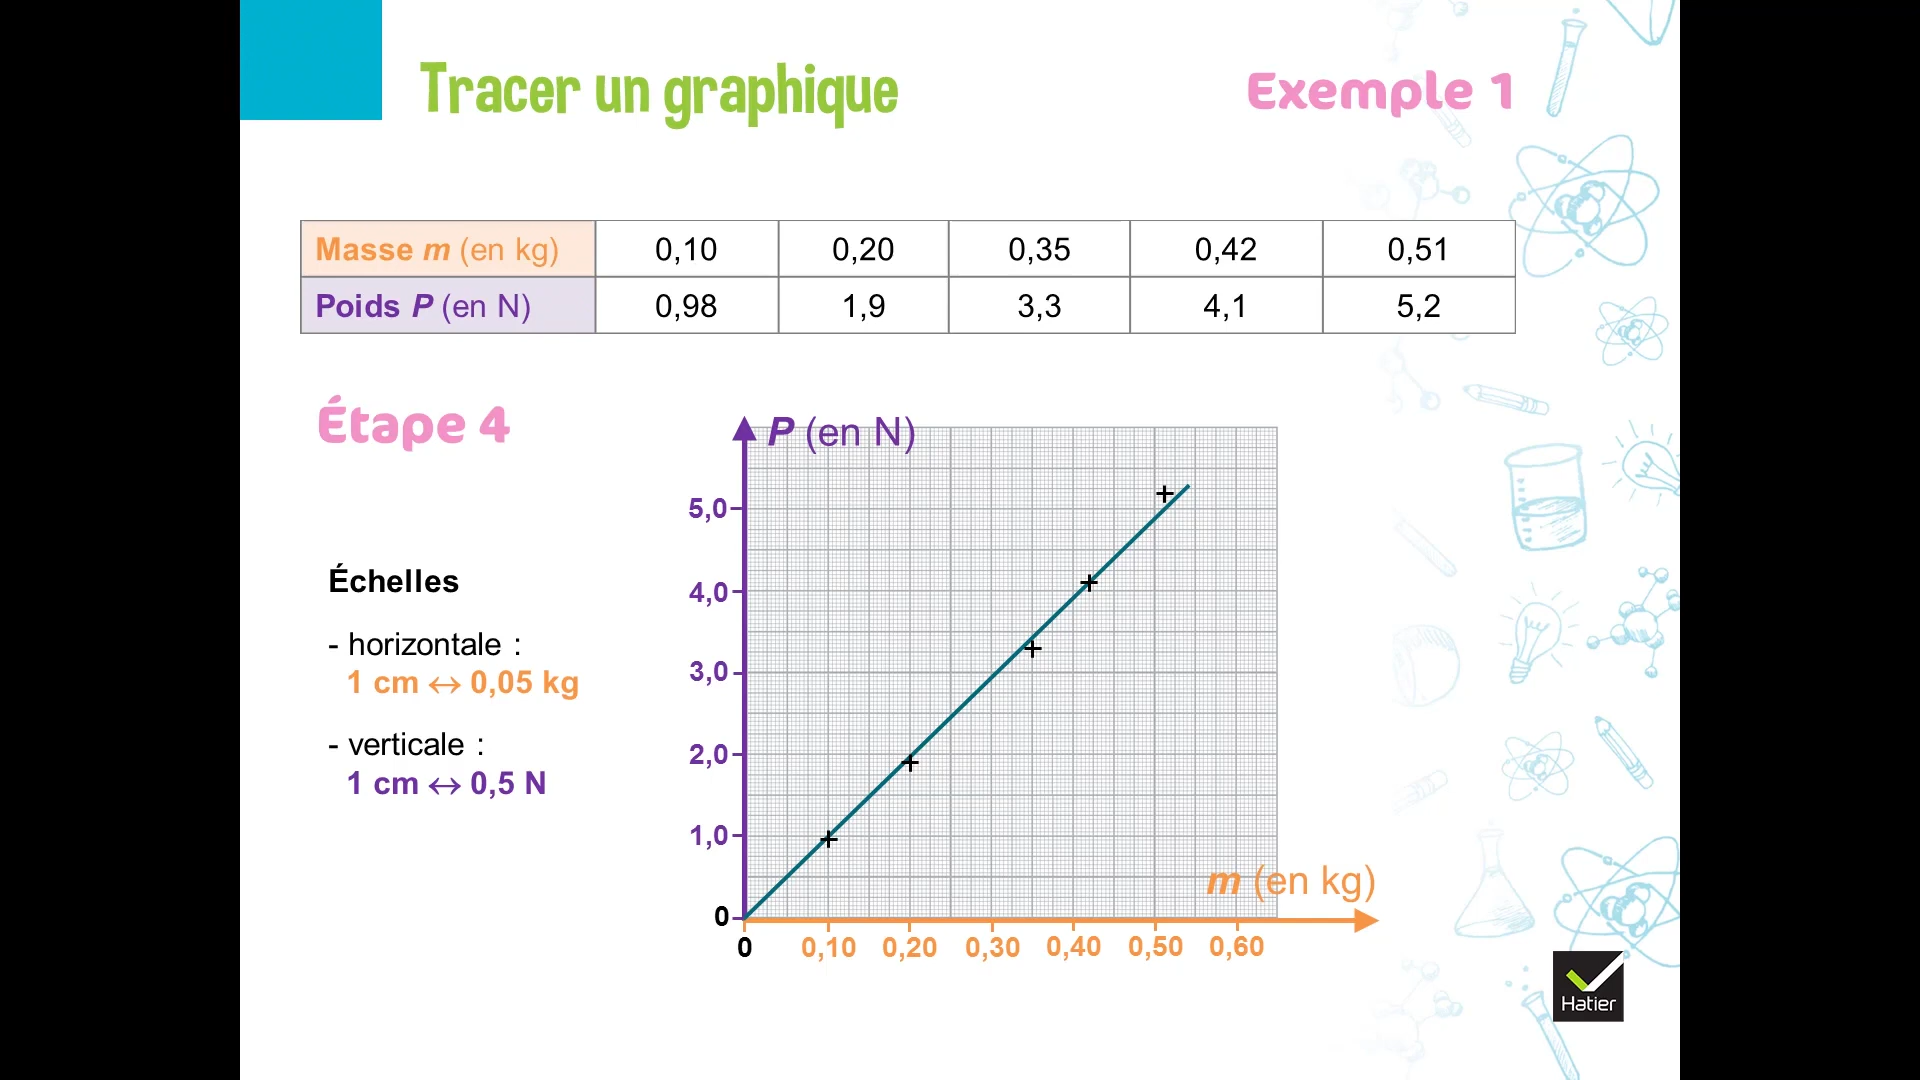 Tracer un graphique
Exemple 1
Masse m (en kg) 0,10 0,20 0,35 0,42 0,51
Poids P (en N) 0,98 1,9 3,3 4,1 5,2
Étape 4
Échelles
- horizontale :
1 cm ↔ 0,05 kg
- verticale :
1 cm ↔ 0,5 N
P (en N)
5,0
4,0
3,0
2,0
1,0
0
m (en kg)
0 0,10 0,20 0,30 0,40 0,50 0,60
Hatier